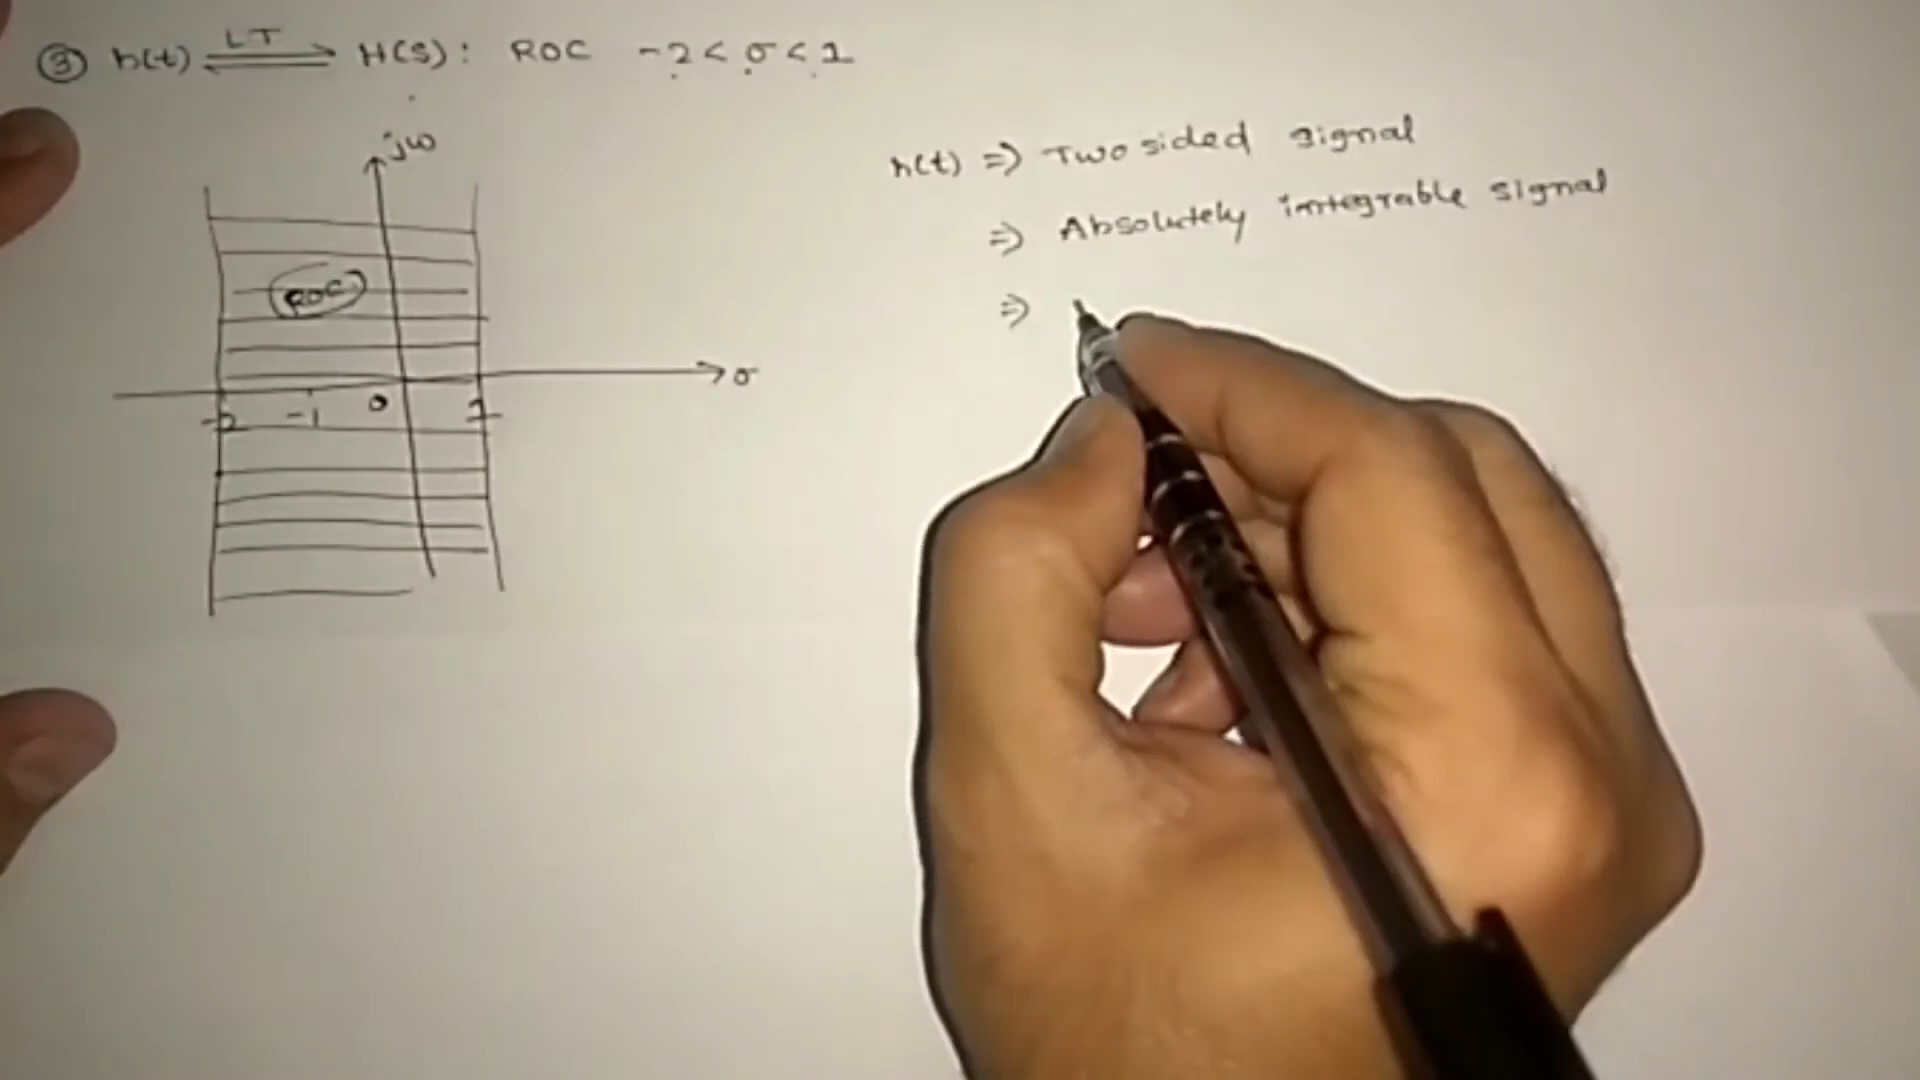 ③ h(t) LT ⇌ H(s): ROC -2 < σ < 1
jω
h(t) ⇒ Two sided signal
⇒ Absolutely integrable signal
ROC
⇒
σ
-2 -1 0 1